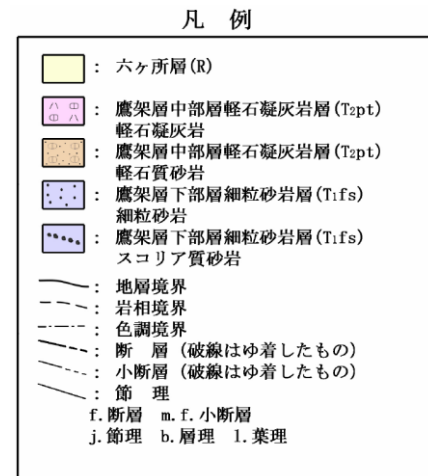 凡 例
: 六ヶ所層(R)
: 鷹架層中部層軽石凝灰岩層(T2pt)
軽石凝灰岩
: 鷹架層中部層軽石凝灰岩層(T2pt)
軽石質砂岩
: 鷹架層下部層細粒砂岩層(T1fs)
細粒砂岩
: 鷹架層下部層細粒砂岩層(T1fs)
スコリア質砂岩
: 地層境界
: 岩相境界
: 色調境界
: 断 層 (破線はゆ着したもの)
: 小断層 (破線はゆ着したもの)
: 節 理
f.断層 m.f.小断層
j.節理 b.層理 l.葉理